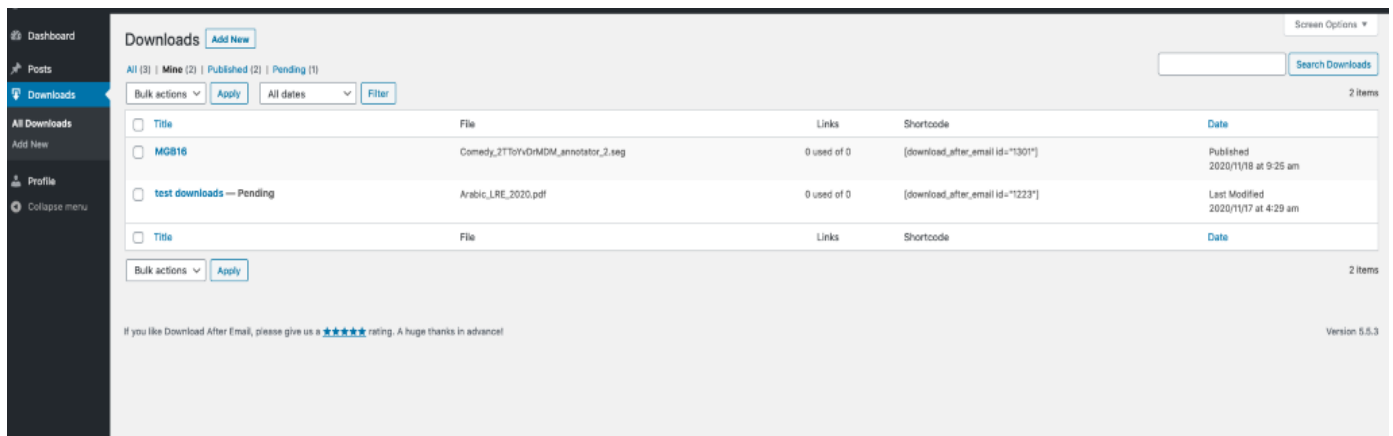 Dashboard
Posts
Downloads
All Downloads
Add New
Profile
Collapse menu
Screen Options
Downloads Add New
All (3) | Mine (2) | Published (2) | Pending (1)
Search Downloads
Bulk actions Apply All dates Filter 2 items
Title File Links Shortcode Date
MGB16 Comedy_2TToYvDrMDM_annotator_2.seg 0 used of 0 [download_after_email id="1301"] Published
2020/11/18 at 9:25 am
test downloads — Pending Arabic_LRE_2020.pdf 0 used of 0 [download_after_email id="1223"] Last Modified
2020/11/17 at 4:29 am
Title File Links Shortcode Date
Bulk actions Apply 2 items
If you like Download After Email, please give us a ★★★★★ rating. A huge thanks in advance! Version 5.5.3